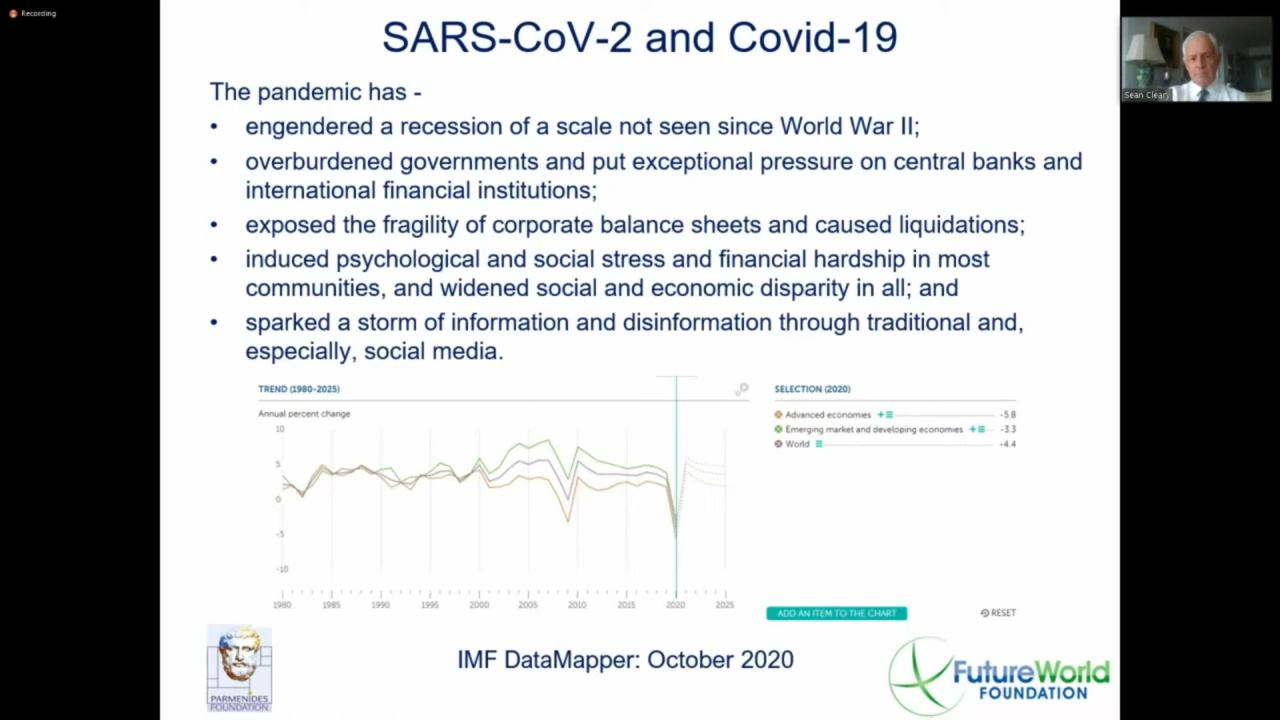 Recording
SARS-CoV-2 and Covid-19
Sean Cleary
The pandemic has -
• engendered a recession of a scale not seen since World War II;
• overburdened governments and put exceptional pressure on central banks and
international financial institutions;
• exposed the fragility of corporate balance sheets and caused liquidations;
• induced psychological and social stress and financial hardship in most
communities, and widened social and economic disparity in all; and
• sparked a storm of information and disinformation through traditional and,
especially, social media.
TREND (1980-2025)
Annual percent change
10
5
0
-5
-10
1980 1985 1990 1995 2000 2005 2010 2015 2020 2025
SELECTION (2020)
Advanced economies -5.8
Emerging market and developing economies -3.3
World -4.4
ADD AN ITEM TO THE CHART
RESET
IMF DataMapper: October 2020
PARMENIDES
FOUNDATION
FutureWorld
FOUNDATION